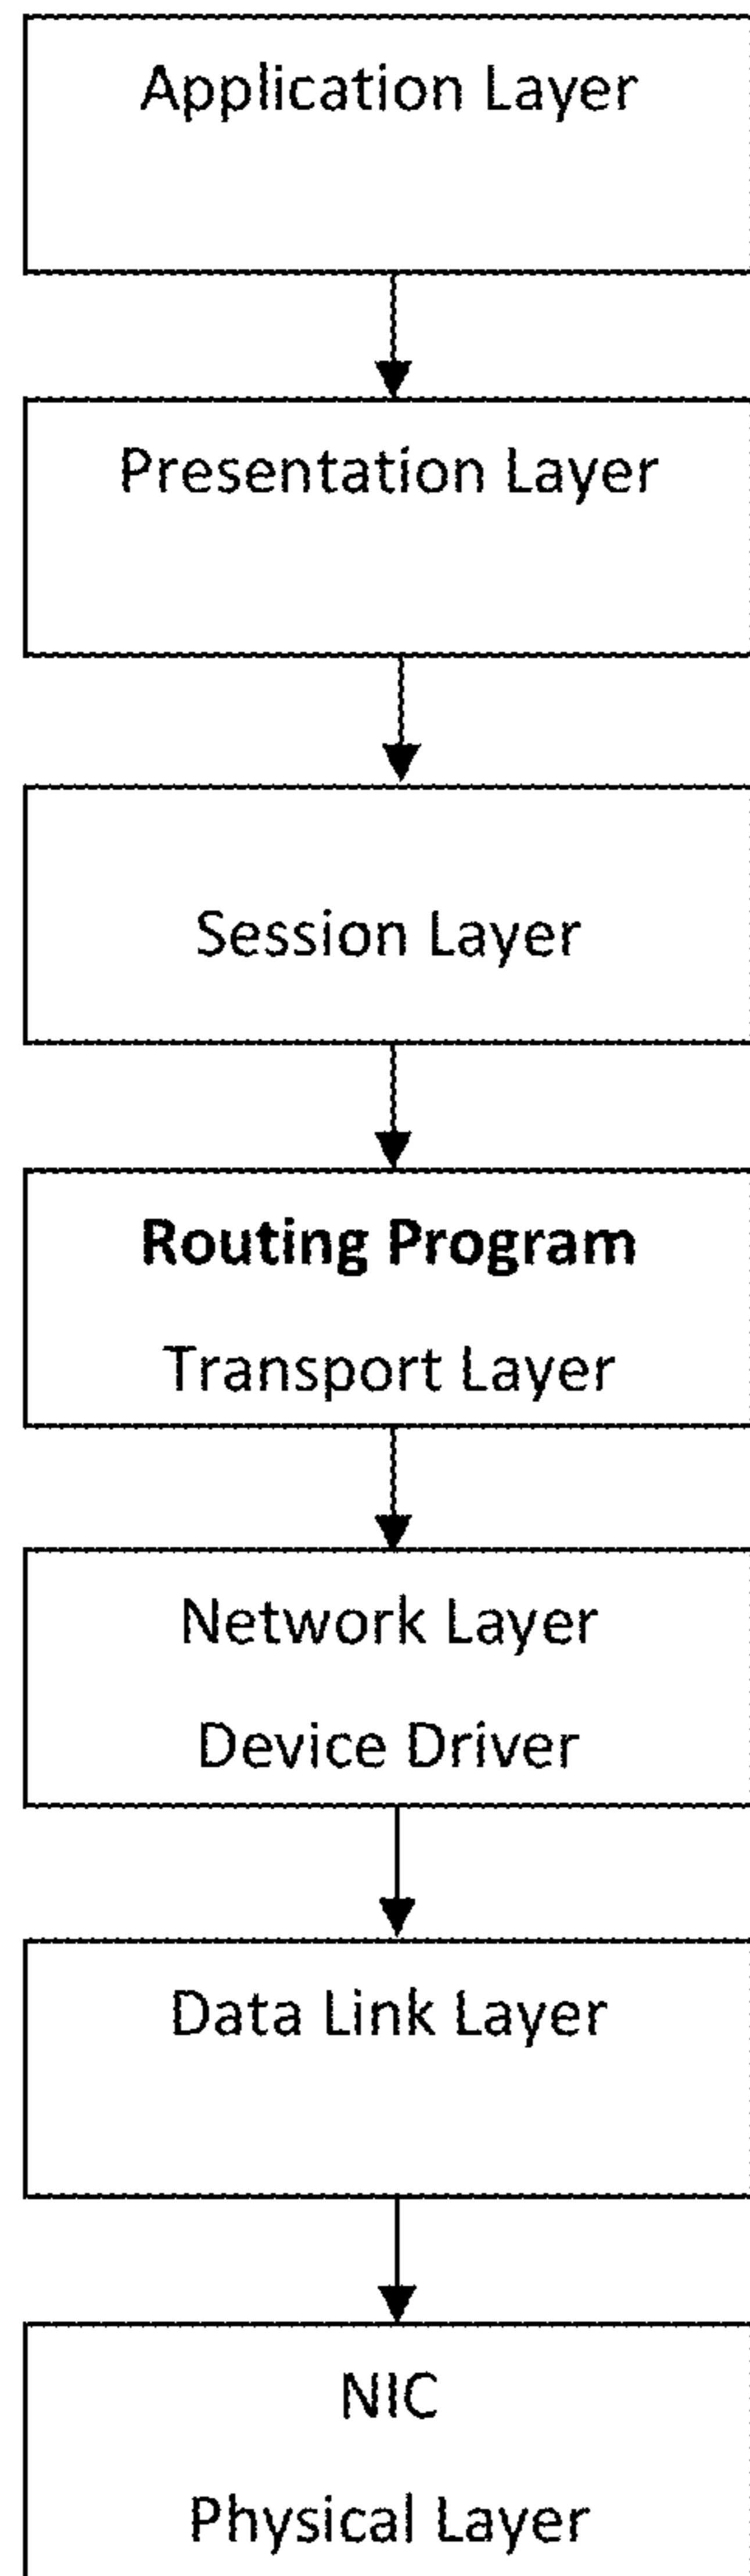 Application Layer
Presentation Layer
Session Layer
Routing Program
Transport Layer
Network Layer
Device Driver
Data Link Layer
NIC
Physical Layer